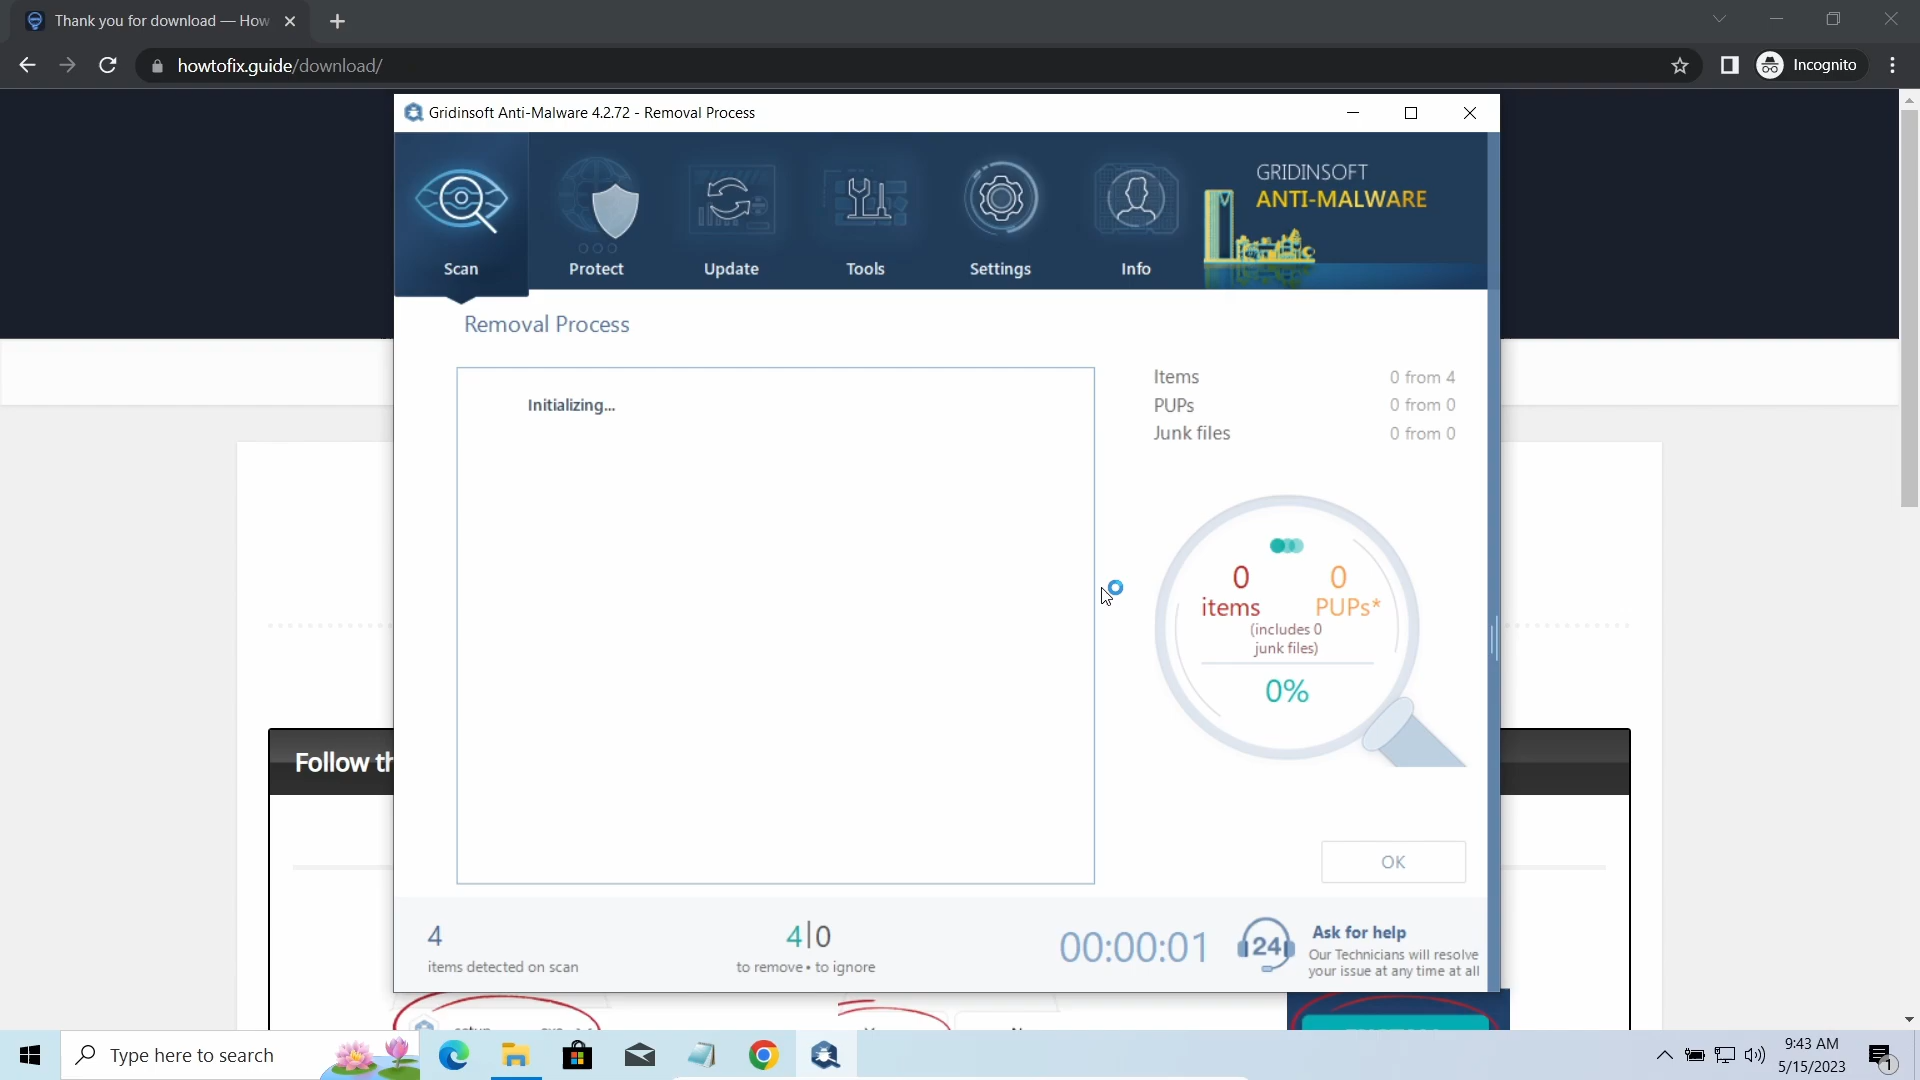 Thank you for download — How
howtofix.guide/download/
Incognito
Gridinsoft Anti-Malware 4.2.72 - Removal Process
Scan
Protect
Update
Tools
Settings
Info
GRIDINSOFT
ANTI-MALWARE
Removal Process
Initializing...
Items 0 from 4
PUPs 0 from 0
Junk files 0 from 0
0 0
items PUPs*
(includes 0
junk files)
0%
Follow th
OK
4
items detected on scan
4|0
to remove • to ignore
00:00:01
24
Ask for help
Our Technicians will resolve
your issue at any time at all
Type here to search
9:43 AM
5/15/2023
1